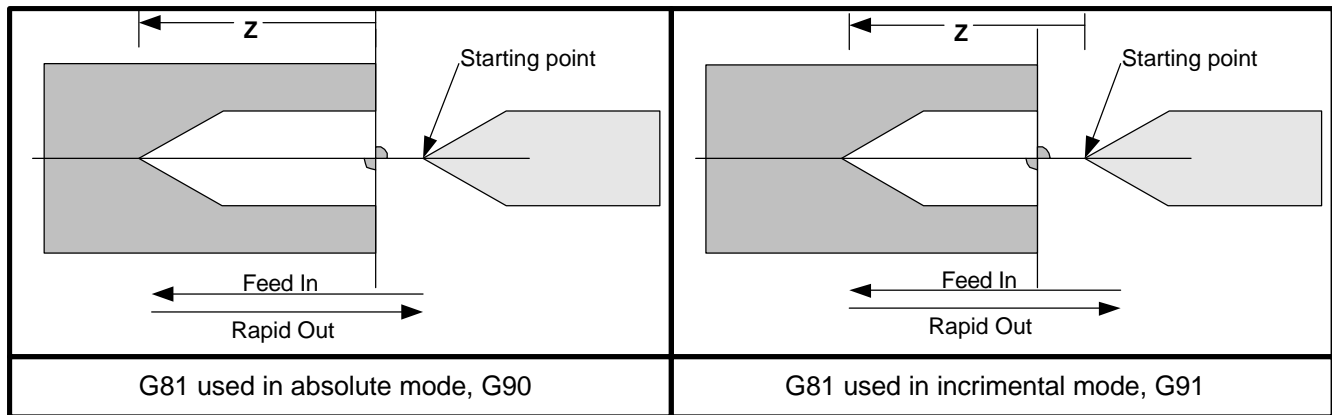 Z
Starting point
Feed In
Rapid Out
G81 used in absolute mode, G90
Z
Starting point
Feed In
Rapid Out
G81 used in incrimental mode, G91